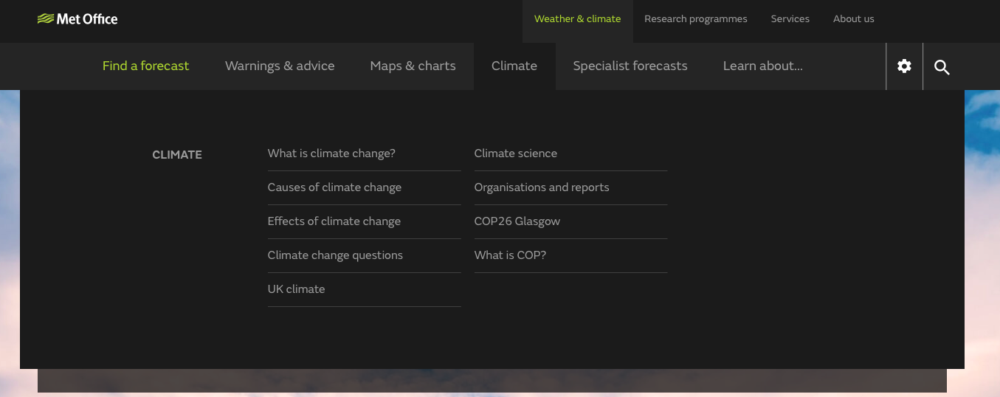 Met Office
Weather & climate
Research programmes
Services
About us
Find a forecast
Warnings & advice
Maps & charts
Climate
Specialist forecasts
Learn about...
CLIMATE
What is climate change?
Causes of climate change
Effects of climate change
Climate change questions
UK climate
Climate science
Organisations and reports
COP26 Glasgow
What is COP?